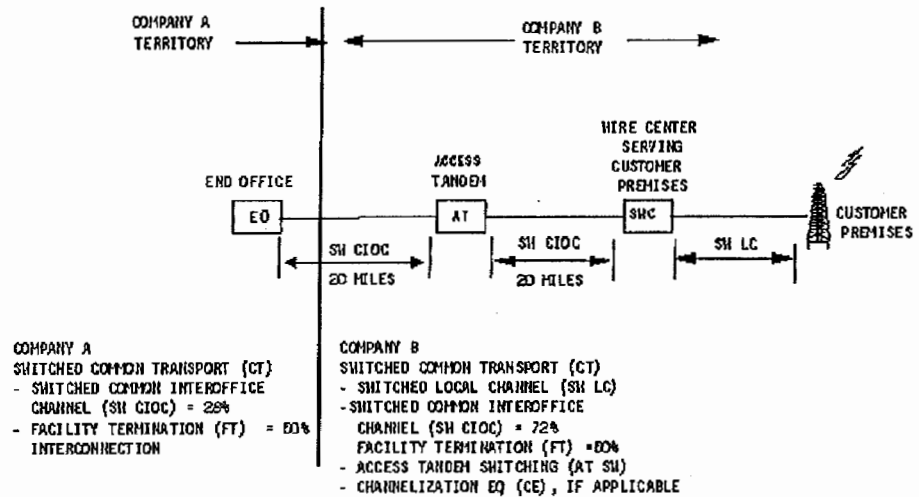 COMPANY A
TERRITORY
COMPANY B
TERRITORY
WIRE CENTER
SERVING
CUSTOMER
PREMISES
ACCESS
TANDEM
END OFFICE
EO
AT
SWC
CUSTOMER
PREMISES
SW CIOC
20 MILES
SW CIOC
20 MILES
SW LC
COMPANY A
SWITCHED COMMON TRANSPORT (CT)
- SWITCHED COMMON INTEROFFICE
CHANNEL (SW CIOC) = 28%
- FACILITY TERMINATION (FT) = 50%
INTERCONNECTION
COMPANY B
SWITCHED COMMON TRANSPORT (CT)
- SWITCHED LOCAL CHANNEL (SW LC)
-SWITCHED COMMON INTEROFFICE
CHANNEL (SW CIOC) = 72%
FACILITY TERMINATION (FT) =50%
- ACCESS TANDEM SWITCHING (AT SW)
- CHANNELIZATION EQ (CE), IF APPLICABLE